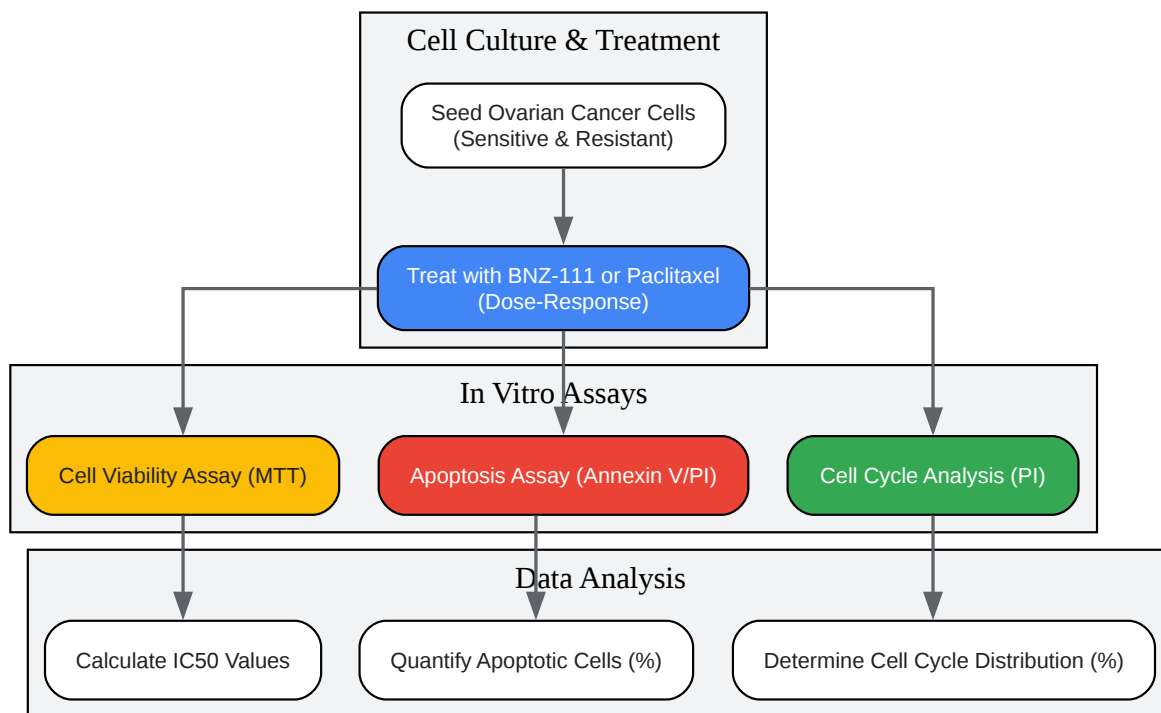 Cell Culture & Treatment
Seed Ovarian Cancer Cells
(Sensitive & Resistant)
Treat with BNZ-111 or Paclitaxel
(Dose-Response)
In Vitro Assays
Cell Viability Assay (MTT)
Apoptosis Assay (Annexin V/PI)
Cell Cycle Analysis (PI)
Data Analysis
Calculate IC50 Values
Quantify Apoptotic Cells (%)
Determine Cell Cycle Distribution (%)